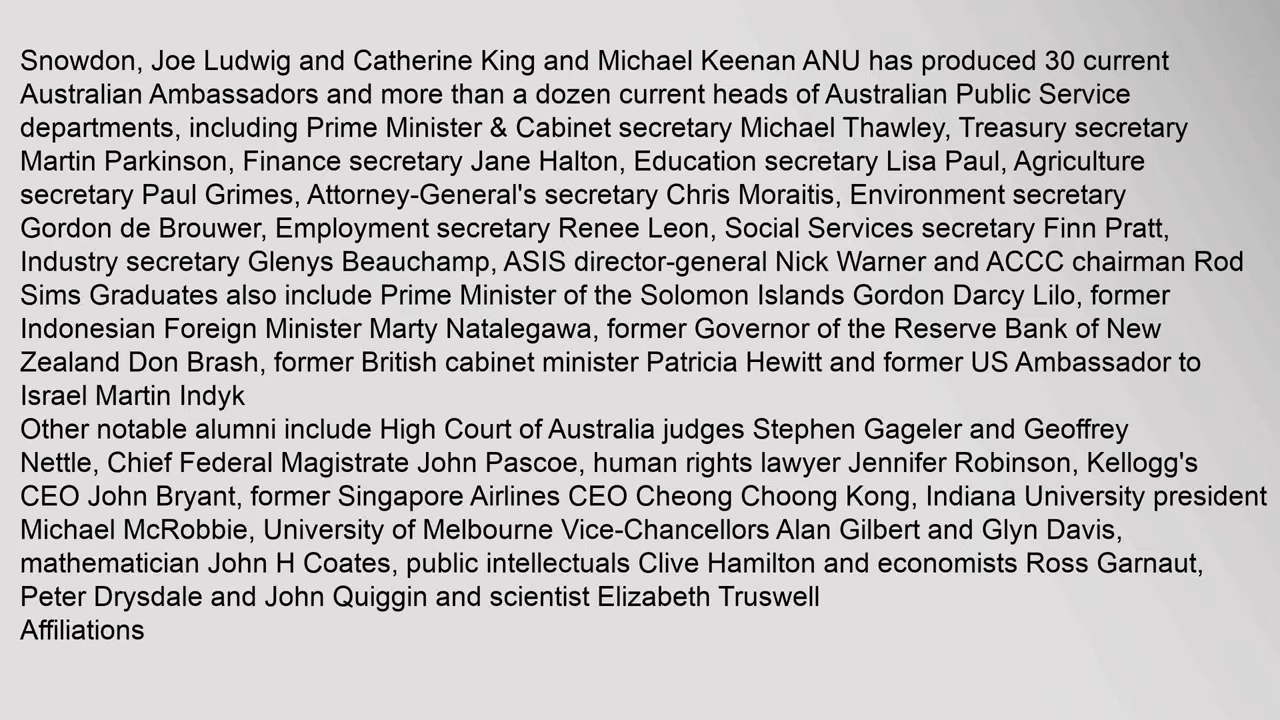 Snowdon, Joe Ludwig and Catherine King and Michael Keenan ANU has produced 30 current
Australian Ambassadors and more than a dozen current heads of Australian Public Service
departments, including Prime Minister & Cabinet secretary Michael Thawley, Treasury secretary
Martin Parkinson, Finance secretary Jane Halton, Education secretary Lisa Paul, Agriculture
secretary Paul Grimes, Attorney-General's secretary Chris Moraitis, Environment secretary
Gordon de Brouwer, Employment secretary Renee Leon, Social Services secretary Finn Pratt,
Industry secretary Glenys Beauchamp, ASIS director-general Nick Warner and ACCC chairman Rod
Sims Graduates also include Prime Minister of the Solomon Islands Gordon Darcy Lilo, former
Indonesian Foreign Minister Marty Natalegawa, former Governor of the Reserve Bank of New
Zealand Don Brash, former British cabinet minister Patricia Hewitt and former US Ambassador to
Israel Martin Indyk
Other notable alumni include High Court of Australia judges Stephen Gageler and Geoffrey
Nettle, Chief Federal Magistrate John Pascoe, human rights lawyer Jennifer Robinson, Kellogg's
CEO John Bryant, former Singapore Airlines CEO Cheong Choong Kong, Indiana University president
Michael McRobbie, University of Melbourne Vice-Chancellors Alan Gilbert and Glyn Davis,
mathematician John H Coates, public intellectuals Clive Hamilton and economists Ross Garnaut,
Peter Drysdale and John Quiggin and scientist Elizabeth Truswell
Affiliations